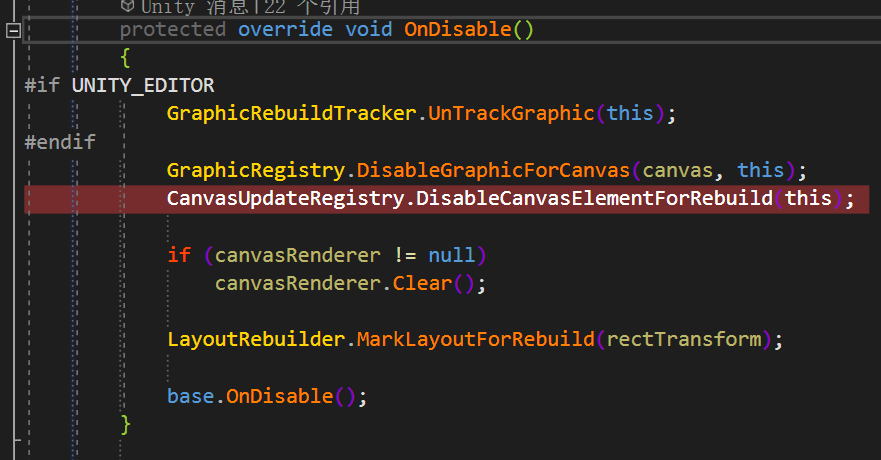 Unity 消息|22 个引用
protected override void OnDisable()
{
#if UNITY_EDITOR
GraphicRebuildTracker.UnTrackGraphic(this);
#endif
GraphicRegistry.DisableGraphicForCanvas(canvas, this);
CanvasUpdateRegistry.DisableCanvasElementForRebuild(this);
if (canvasRenderer != null)
canvasRenderer.Clear();
LayoutRebuilder.MarkLayoutForRebuild(rectTransform);
base.OnDisable();
}